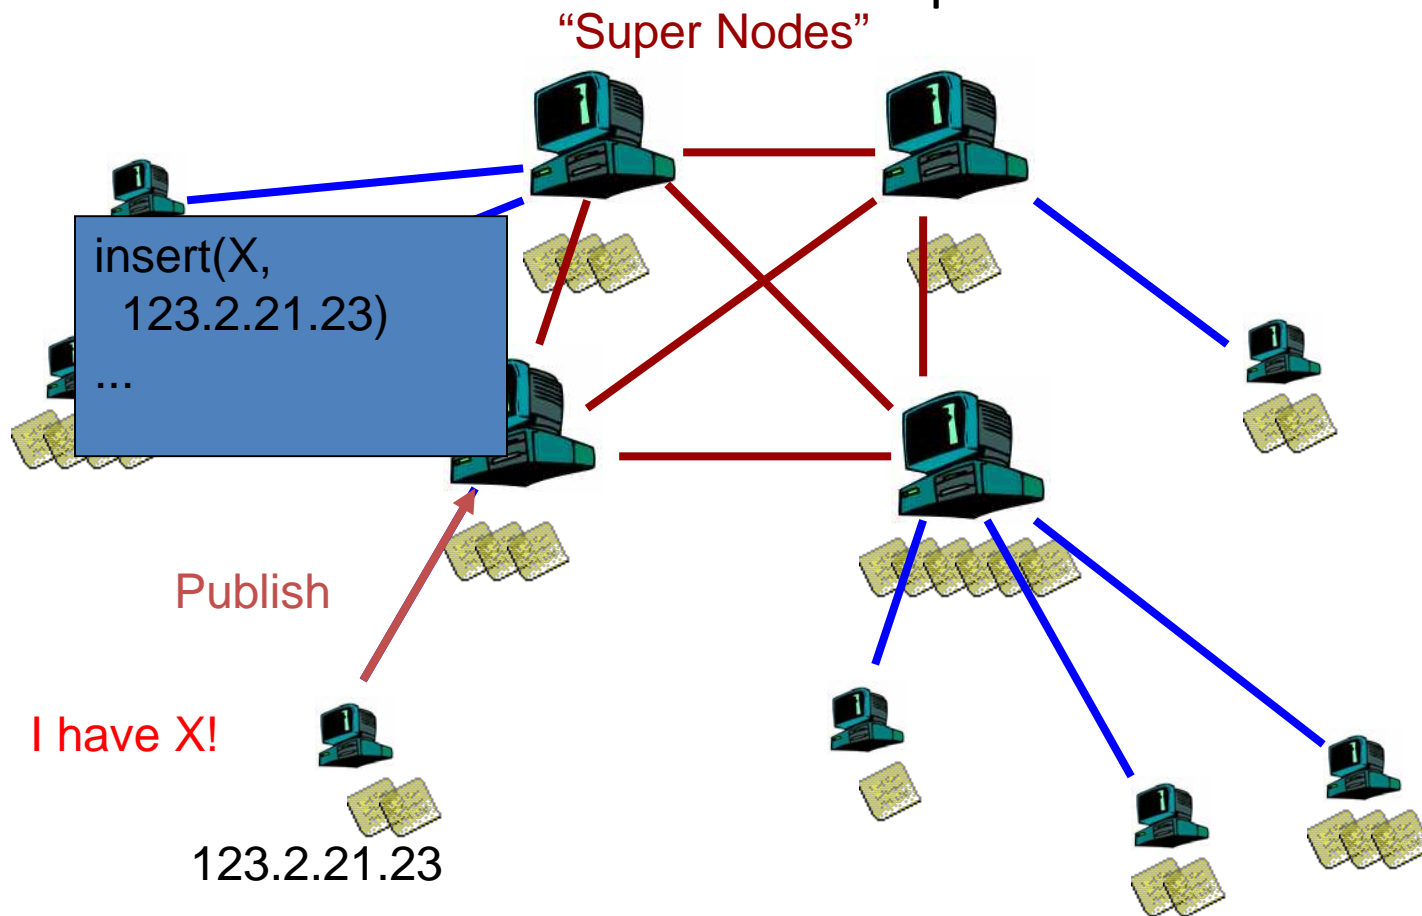 “Super Nodes”
insert(X,
123.2.21.23)
...
Publish
I have X!
123.2.21.23